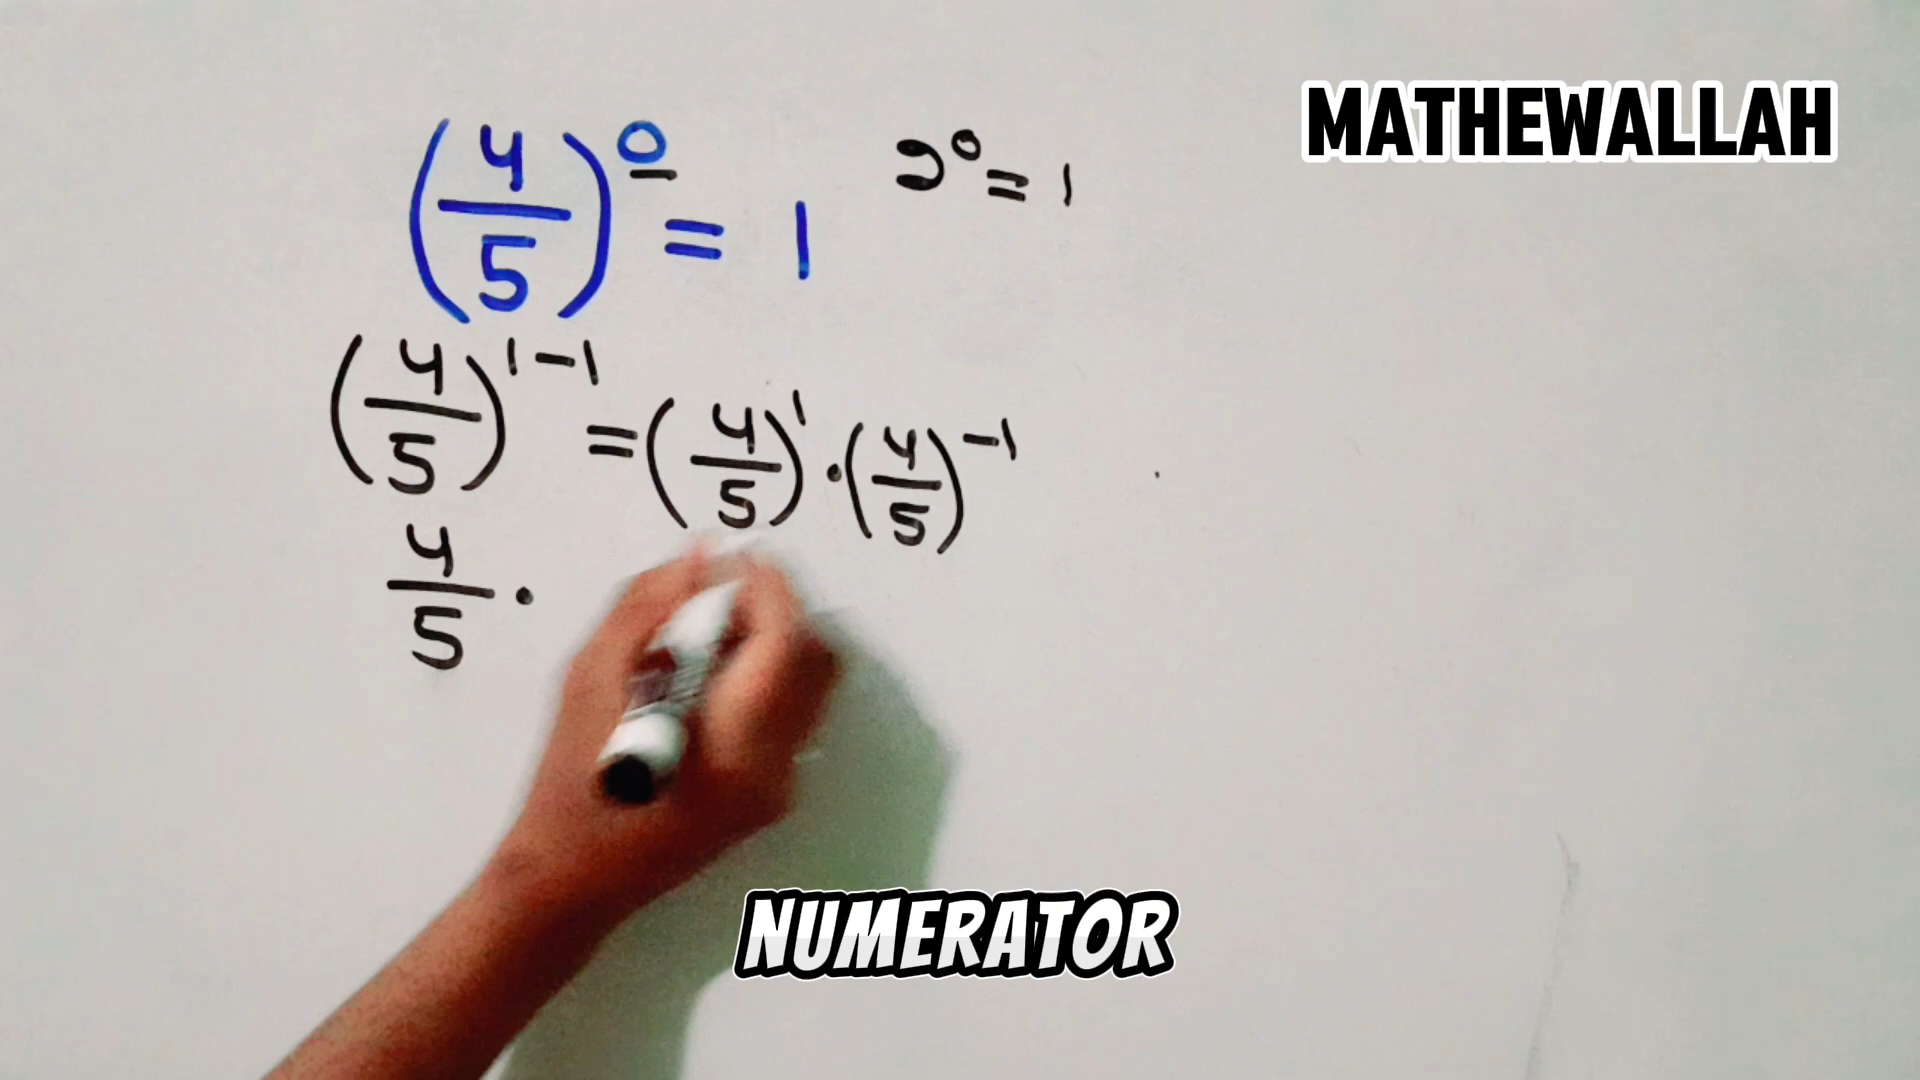 MATHEWALLAH
(4/5)^0 = 1    2^0 = 1
(4/5)^1-1 = (4/5)^1 · (4/5)^-1
4/5 ·
NUMERATOR